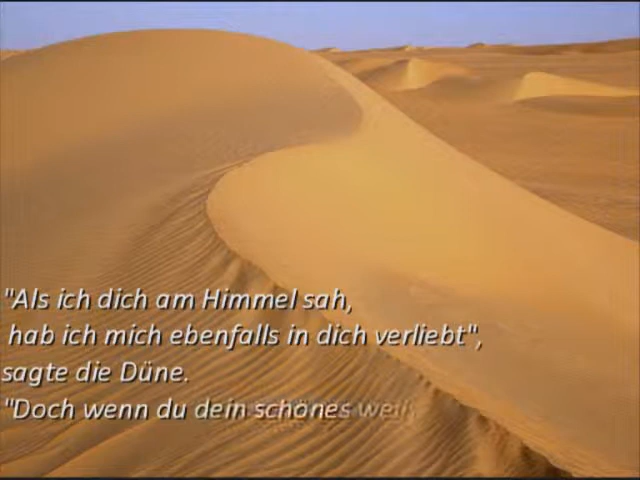 "Als ich dich am Himmel sah,
hab ich mich ebenfalls in dich verliebt",
sagte die Düne.
"Doch wenn du dein schönes